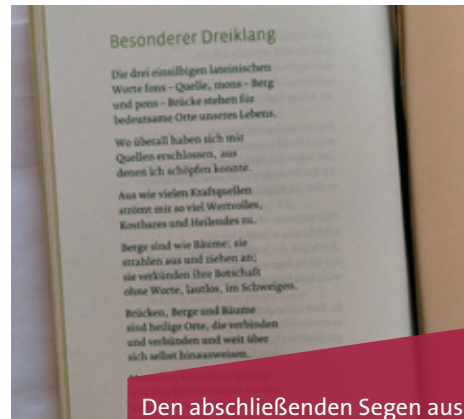 Besonderer Dreiklang
Die drei einsilbigen lateinischen
Worte fons – Quelle, mons – Berg
und pons – Brücke stehen für
bedeutsame Orte unseres Lebens.
Wo überall haben sich mir
Quellen erschlossen, aus
denen ich schöpfen konnte.
Aus wie vielen Kraftquellen
strömt mir so viel Wertvolles,
Kostbares und Heilendes zu.
Berge sind wie Bäume; sie
strahlen aus und ziehen an;
sie verkünden ihre Botschaft
ohne Worte, lautlos, im Schweigen.
Brücken, Berge und Bäume
sind heilige Orte, die verbinden
und verbünden und weit über
sich selbst hinausweisen.
Den abschließenden Segen aus